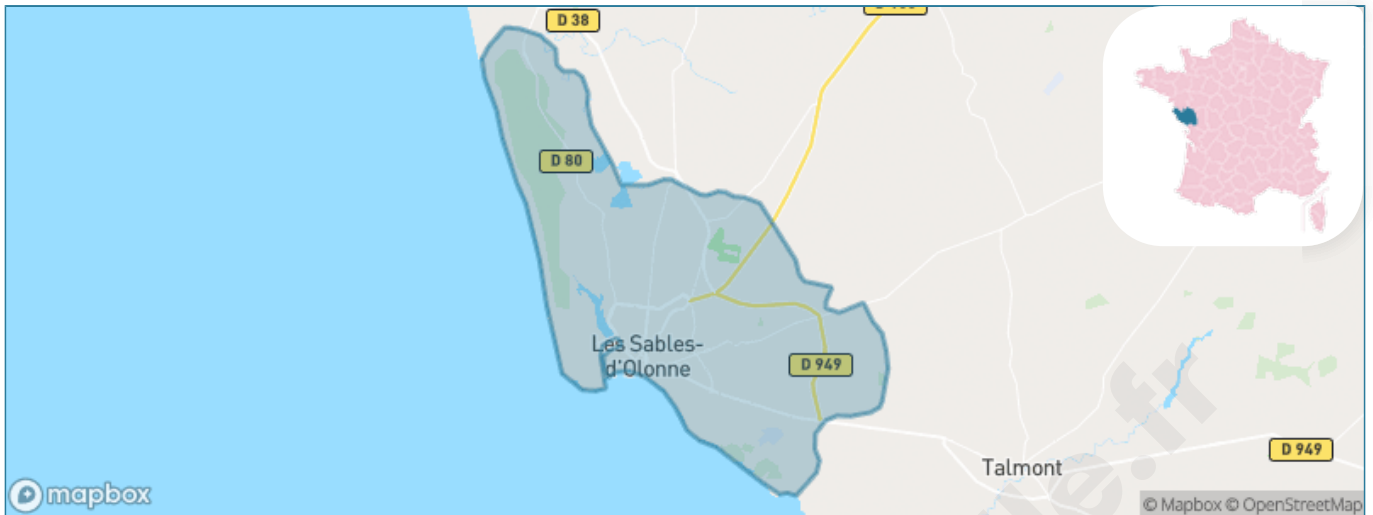 D 38
D 80
Les Sables-
d'Olonne
D 949
Talmont
D 949
mapbox
© Mapbox © OpenStreetMap